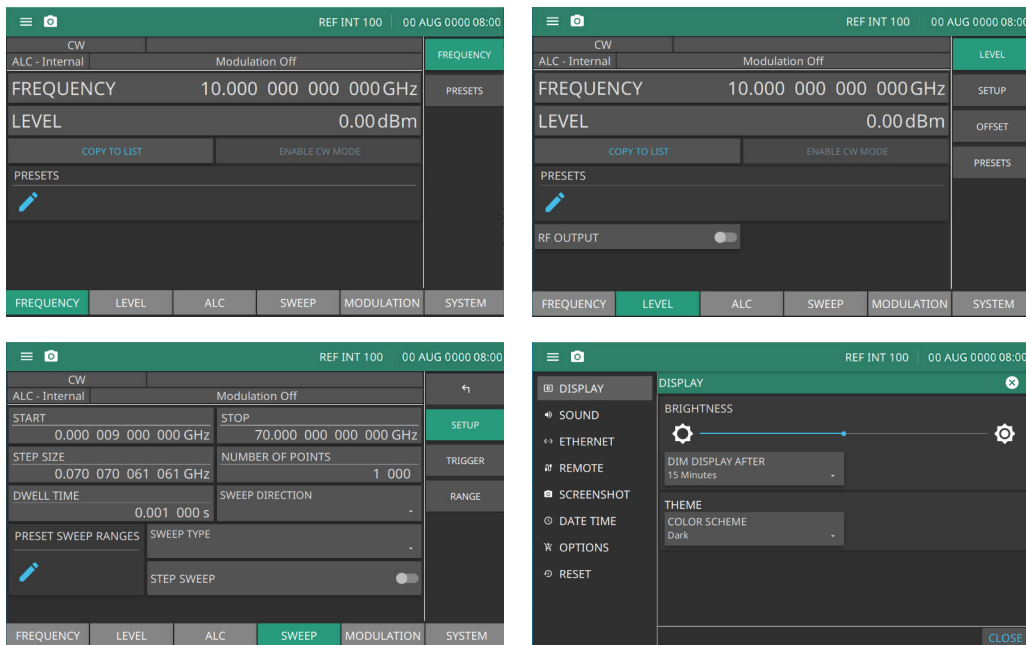 REF INT 100 00 AUG 0000 08:00
CW
ALC - Internal Modulation Off
FREQUENCY 10.000 000 000 000 GHz
LEVEL 0.00 dBm
COPY TO LIST ENABLE CW MODE
PRESETS
FREQUENCY
PRESETS
FREQUENCY LEVEL ALC SWEEP MODULATION SYSTEM
REF INT 100 00 AUG 0000 08:00
CW
ALC - Internal Modulation Off
FREQUENCY 10.000 000 000 000 GHz
LEVEL 0.00 dBm
COPY TO LIST ENABLE CW MODE
PRESETS
RF OUTPUT
LEVEL
SETUP
OFFSET
PRESETS
FREQUENCY LEVEL ALC SWEEP MODULATION SYSTEM
REF INT 100 00 AUG 0000 08:00
CW
ALC - Internal Modulation Off
START STOP
0.000 009 000 000 GHz 70.000 000 000 000 GHz
STEP SIZE NUMBER OF POINTS
0.070 070 061 061 GHz 1 000
DWELL TIME SWEEP DIRECTION
0.001 000 s
PRESET SWEEP RANGES SWEEP TYPE
STEP SWEEP
SETUP
TRIGGER
RANGE
FREQUENCY LEVEL ALC SWEEP MODULATION SYSTEM
REF INT 100 00 AUG 0000 08:00
DISPLAY
SOUND
ETHERNET
REMOTE
SCREENSHOT
DATE TIME
OPTIONS
RESET
DISPLAY
BRIGHTNESS
DIM DISPLAY AFTER
15 Minutes
THEME
COLOR SCHEME
Dark
CLOSE